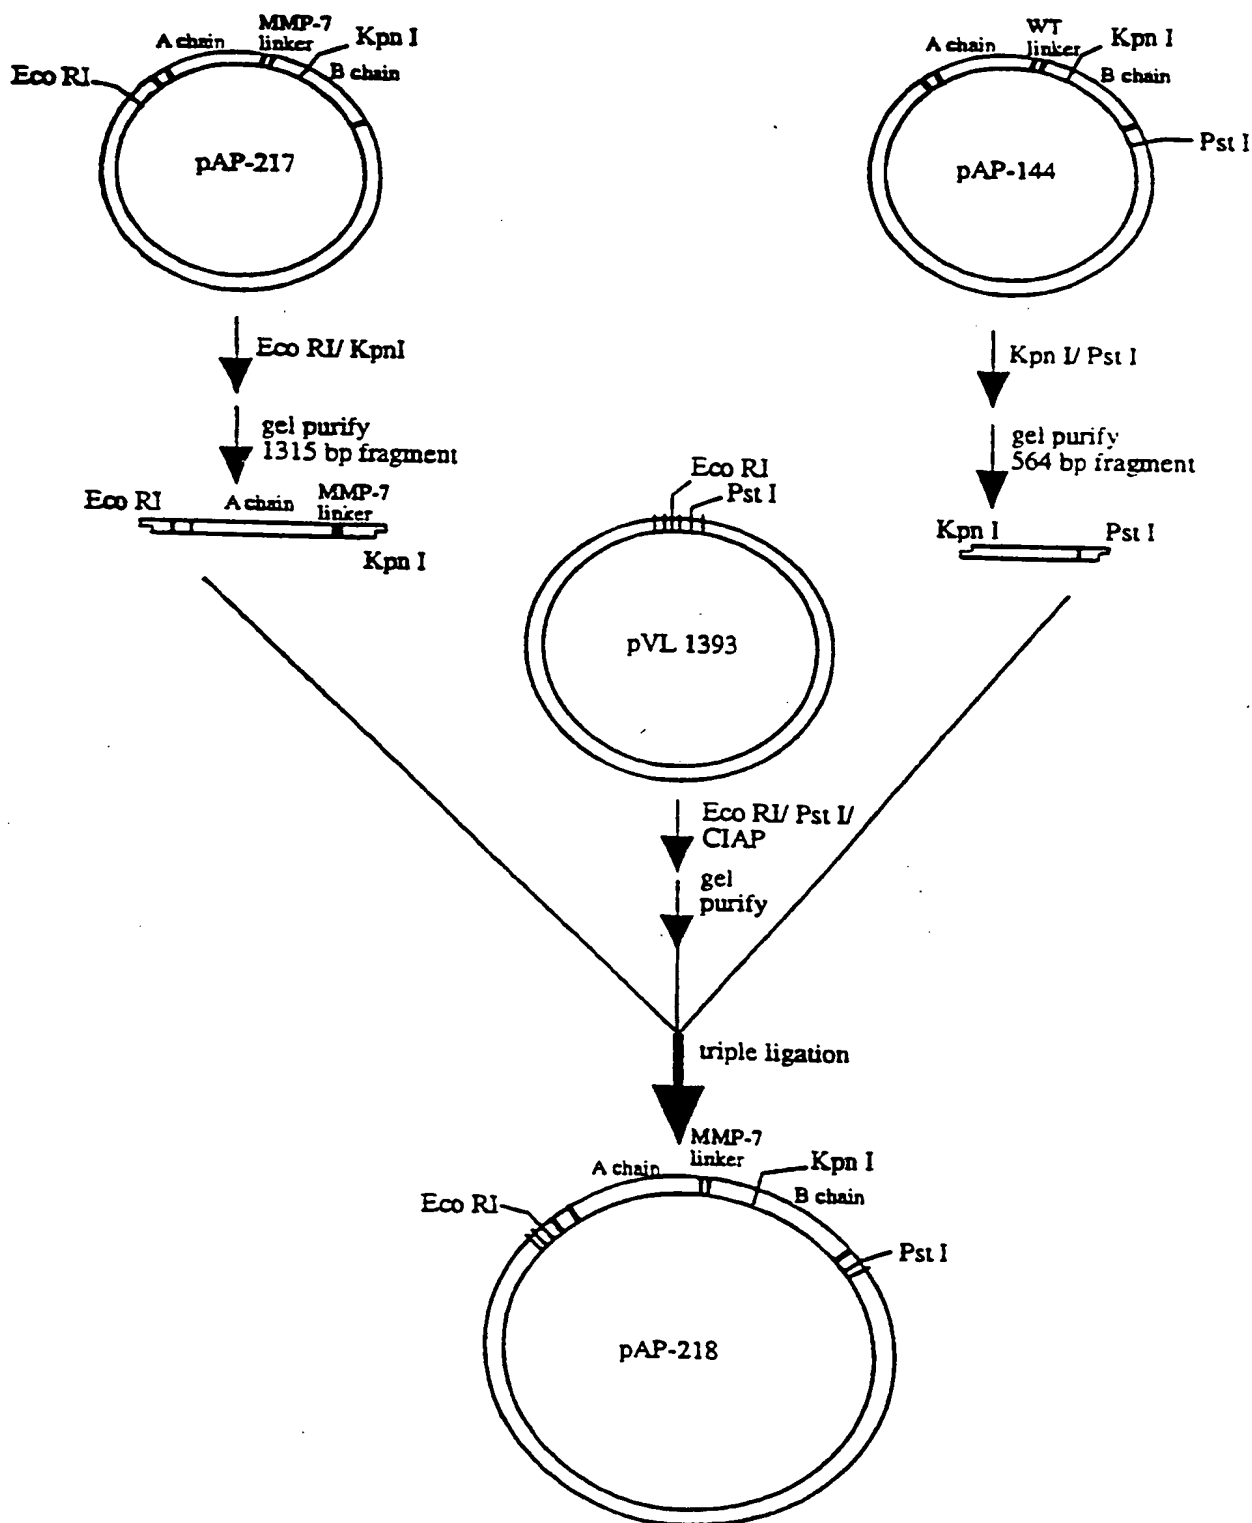 MMP-7
linker
A chain
Kpn I
Eco RI
B chain
pAP-217
WT
linker
A chain
Kpn I
B chain
Pst I
pAP-144
Eco RI/ KpnI
gel purify
1315 bp fragment
Kpn I/ Pst I
gel purify
564 bp fragment
Eco RI
A chain
MMP-7
linker
Kpn I
Eco RI
Pst I
Kpn I
Pst I
pVL 1393
Eco RI/ Pst I/
CIAP
gel
purify
triple ligation
MMP-7
linker
A chain
Kpn I
B chain
Eco RI
Pst I
pAP-218